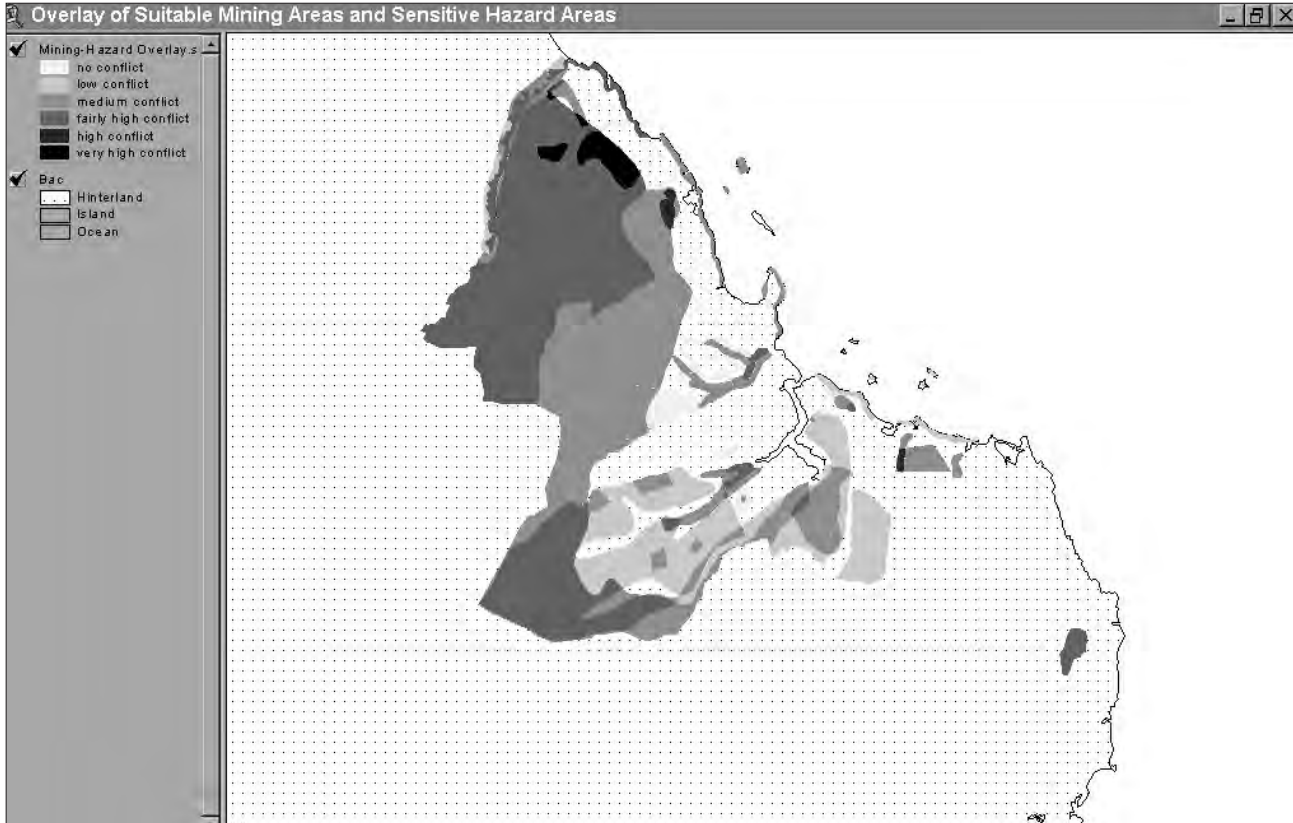 Overlay of Suitable Mining Areas and Sensitive Hazard Areas
Mining-Hazard Overlay.s
no conflict
low conflict
medium conflict
fairly high conflict
high conflict
very high conflict
Bac
Hinterland
Island
Ocean